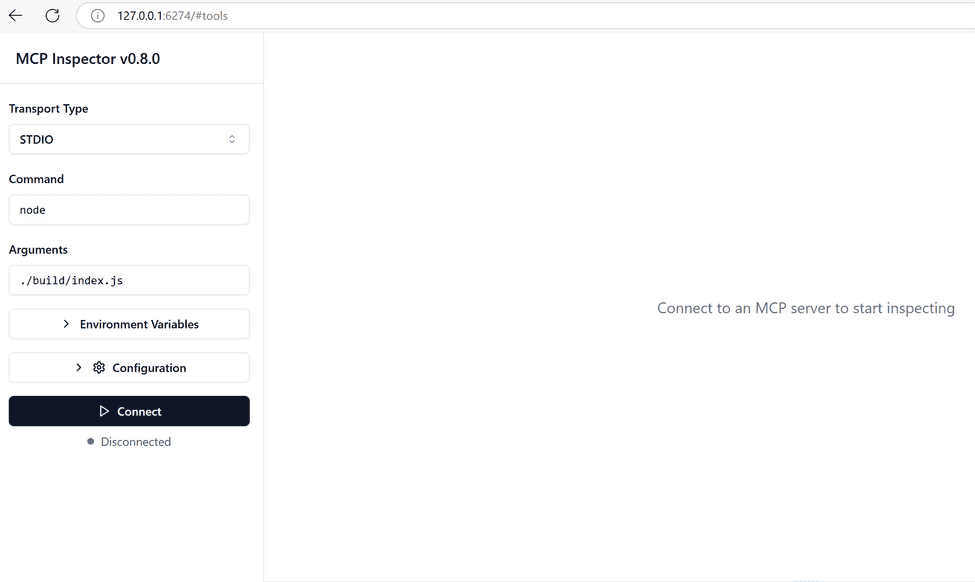 127.0.0.1:6274/#tools
MCP Inspector v0.8.0
Transport Type
STDIO
Command
node
Arguments
./build/index.js
Environment Variables
Configuration
Connect
Disconnected
Connect to an MCP server to start inspecting